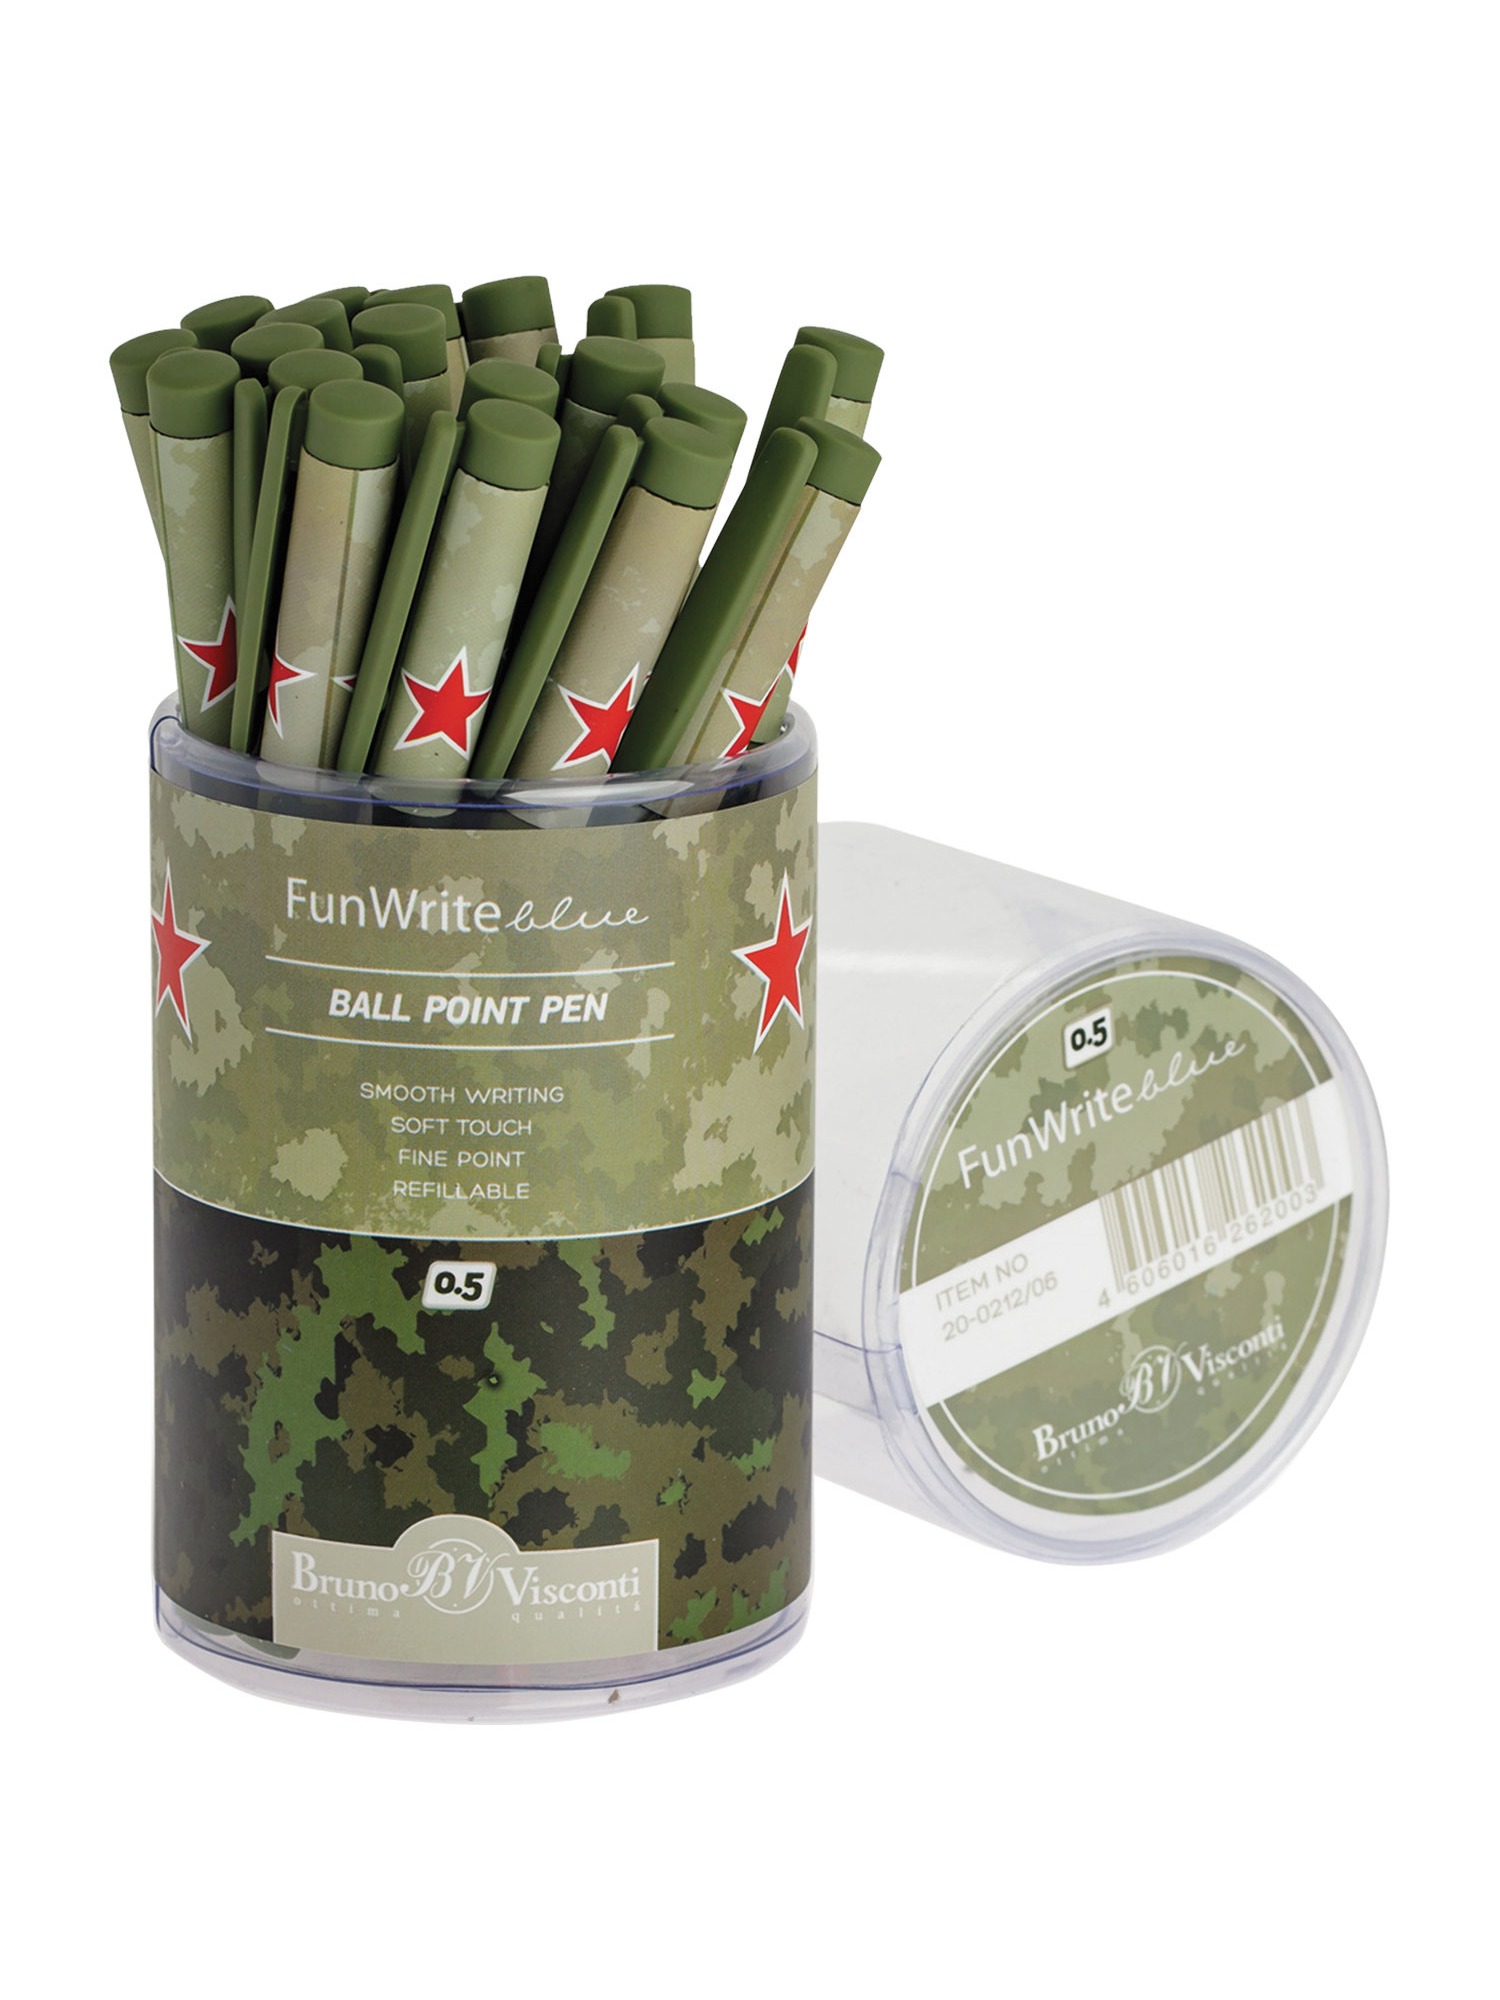 FunWrite blue
BALL POINT PEN
SMOOTH WRITING
SOFT TOUCH
FINE POINT
REFILLABLE
0.5
Bruno BV Visconti
ottima qualità
0.5
FunWrite blue
ITEM NO
20-0212/06
4 606016 262003
Bruno BV Visconti
ottima qualità